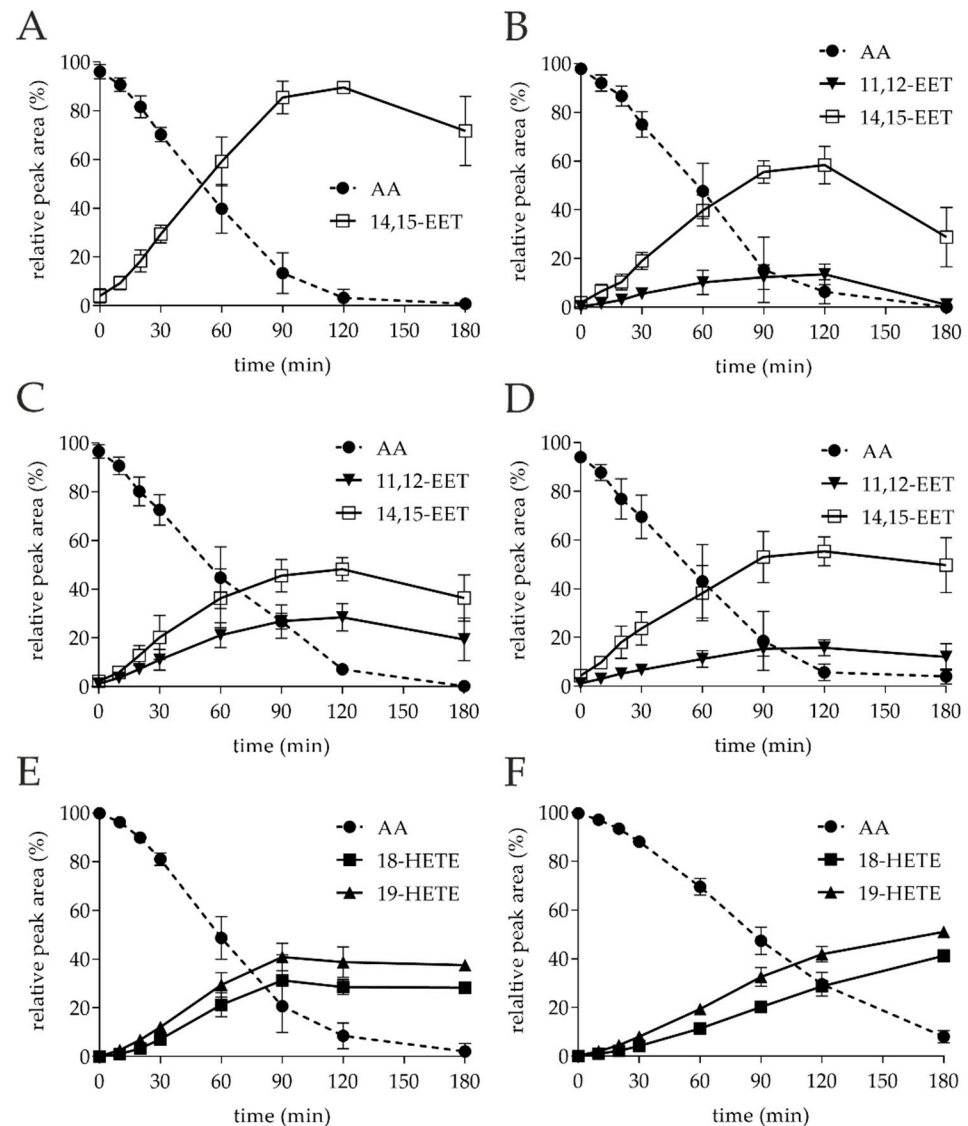 A
relative peak area (%)
100
80
60
40
20
0
AA
14,15-EET
0 30 60 90 120 150 180
time (min)
B
relative peak area (%)
100
80
60
40
20
0
AA
11,12-EET
14,15-EET
0 30 60 90 120 150 180
time (min)
C
relative peak area (%)
100
80
60
40
20
0
AA
11,12-EET
14,15-EET
0 30 60 90 120 150 180
time (min)
D
relative peak area (%)
100
80
60
40
20
0
AA
11,12-EET
14,15-EET
0 30 60 90 120 150 180
time (min)
E
relative peak area (%)
100
80
60
40
20
0
AA
18-HETE
19-HETE
0 30 60 90 120 150 180
time (min)
F
relaltive peak area (%)
100
80
60
40
20
0
AA
18-HETE
19-HETE
0 30 60 90 120 150 180
time (min)